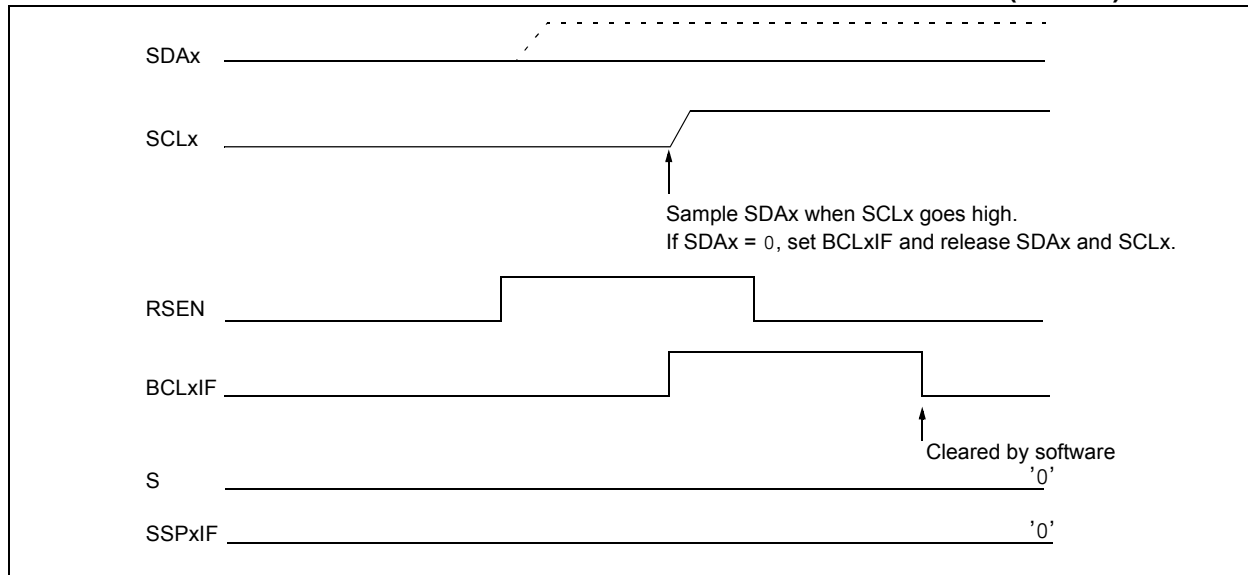 SDAx
SCLx
Sample SDAx when SCLx goes high.
If SDAx = 0, set BCLxIF and release SDAx and SCLx.
RSEN
BCLxIF
Cleared by software
S
'0'
SSPxIF
'0'